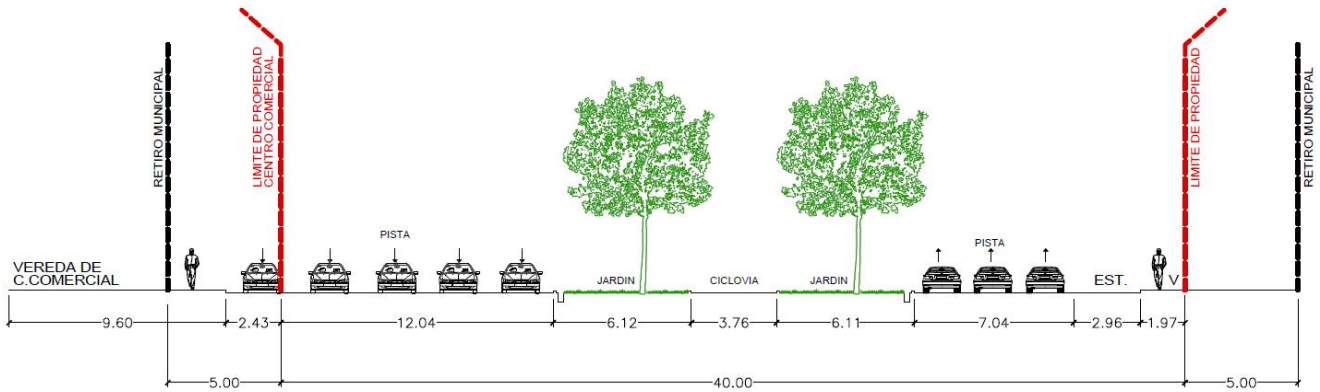 RETIRO MUNICIPAL
LIMITE DE PROPIEDAD
CENTRO COMERCIAL
LIMITE DE PROPIEDAD
RETIRO MUNICIPAL
PISTA
PISTA
VEREDA DE
C.COMERCIAL
JARDIN
CICLOVIA
JARDIN
EST.
V
9.60
2.43
12.04
6.12
3.76
6.11
7.04
2.96
1.97
5.00
40.00
5.00